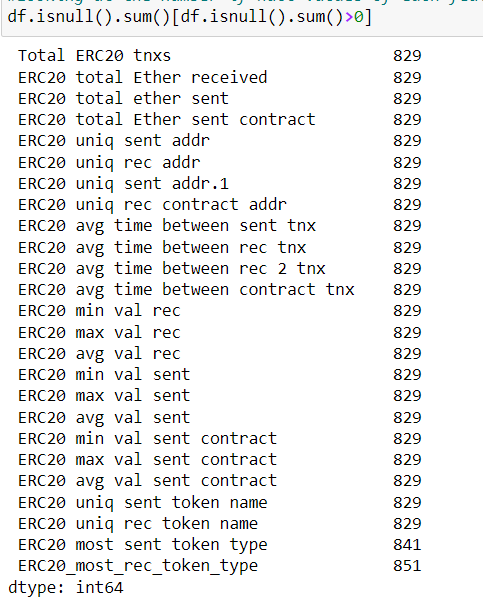 df.isnull().sum()[df.isnull().sum()>0]
Total ERC20 tnxs 829
ERC20 total Ether received 829
ERC20 total ether sent 829
ERC20 total Ether sent contract 829
ERC20 uniq sent addr 829
ERC20 uniq rec addr 829
ERC20 uniq sent addr.1 829
ERC20 uniq rec contract addr 829
ERC20 avg time between sent tnx 829
ERC20 avg time between rec tnx 829
ERC20 avg time between rec 2 tnx 829
ERC20 avg time between contract tnx 829
ERC20 min val rec 829
ERC20 max val rec 829
ERC20 avg val rec 829
ERC20 min val sent 829
ERC20 max val sent 829
ERC20 avg val sent 829
ERC20 min val sent contract 829
ERC20 max val sent contract 829
ERC20 avg val sent contract 829
ERC20 uniq sent token name 829
ERC20 uniq rec token name 829
ERC20 most sent token type 841
ERC20_most_rec_token_type 851
dtype: int64